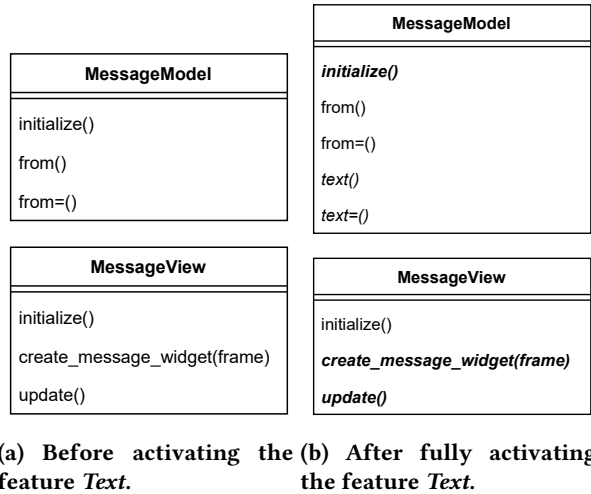 MessageModel
initialize()
from()
from=()
MessageView
initialize()
create_message_widget(frame)
update()
(a) Before activating the
feature Text.
MessageModel
initialize()
from()
from=()
text()
text=()
MessageView
initialize()
create_message_widget(frame)
update()
(b) After fully activating
the feature Text.